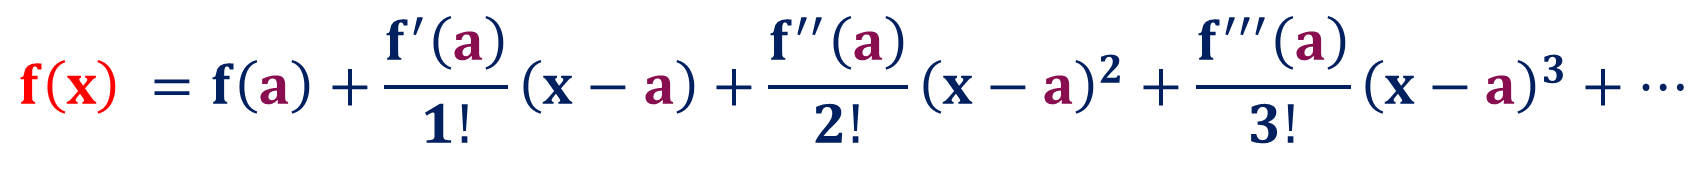 f(x) = f(a) + f′(a)/1! (x − a) + f′′(a)/2! (x − a)² + f′′′(a)/3! (x − a)³ + ⋯